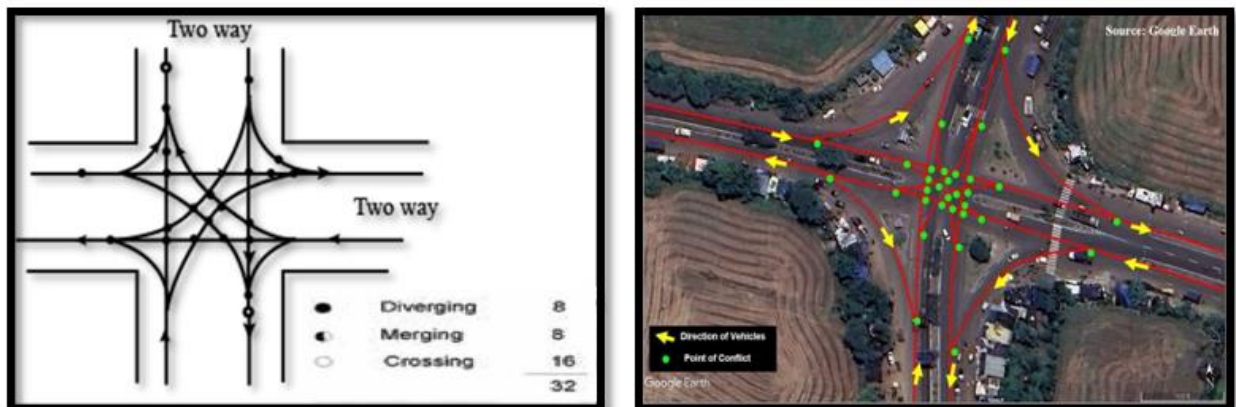 Two way
Two way
Diverging 8
Merging 8
Crossing 16
32
Source: Google Earth
Direction of Vehicles
Point of Conflict
Google Earth